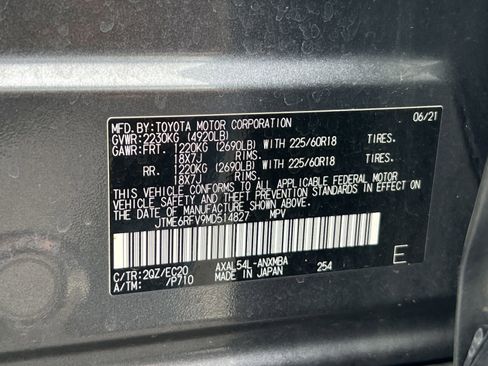 MFD.BY:TOYOTA MOTOR CORPORATION 06/21
GVWR:2230KG (4920LB)
GAWR:FRT. 1220KG (2690LB) WITH 225/60R18 TIRES.
18X7J RIMS.
RR. 1220KG (2690LB) WITH 225/60R18 TIRES.
18X7J RIMS.
THIS VEHICLE CONFORMS TO ALL APPLICABLE FEDERAL MOTOR
VEHICLE SAFETY AND THEFT PREVENTION STANDARDS IN EFFECT
ON THE DATE OF MANUFACTURE SHOWN ABOVE.
JTME6RFV9MD514827 MPV
C/TR:2QZ/EC20 AXAL54L-ANXMBA E
A/TM: /P710 MADE IN JAPAN 254